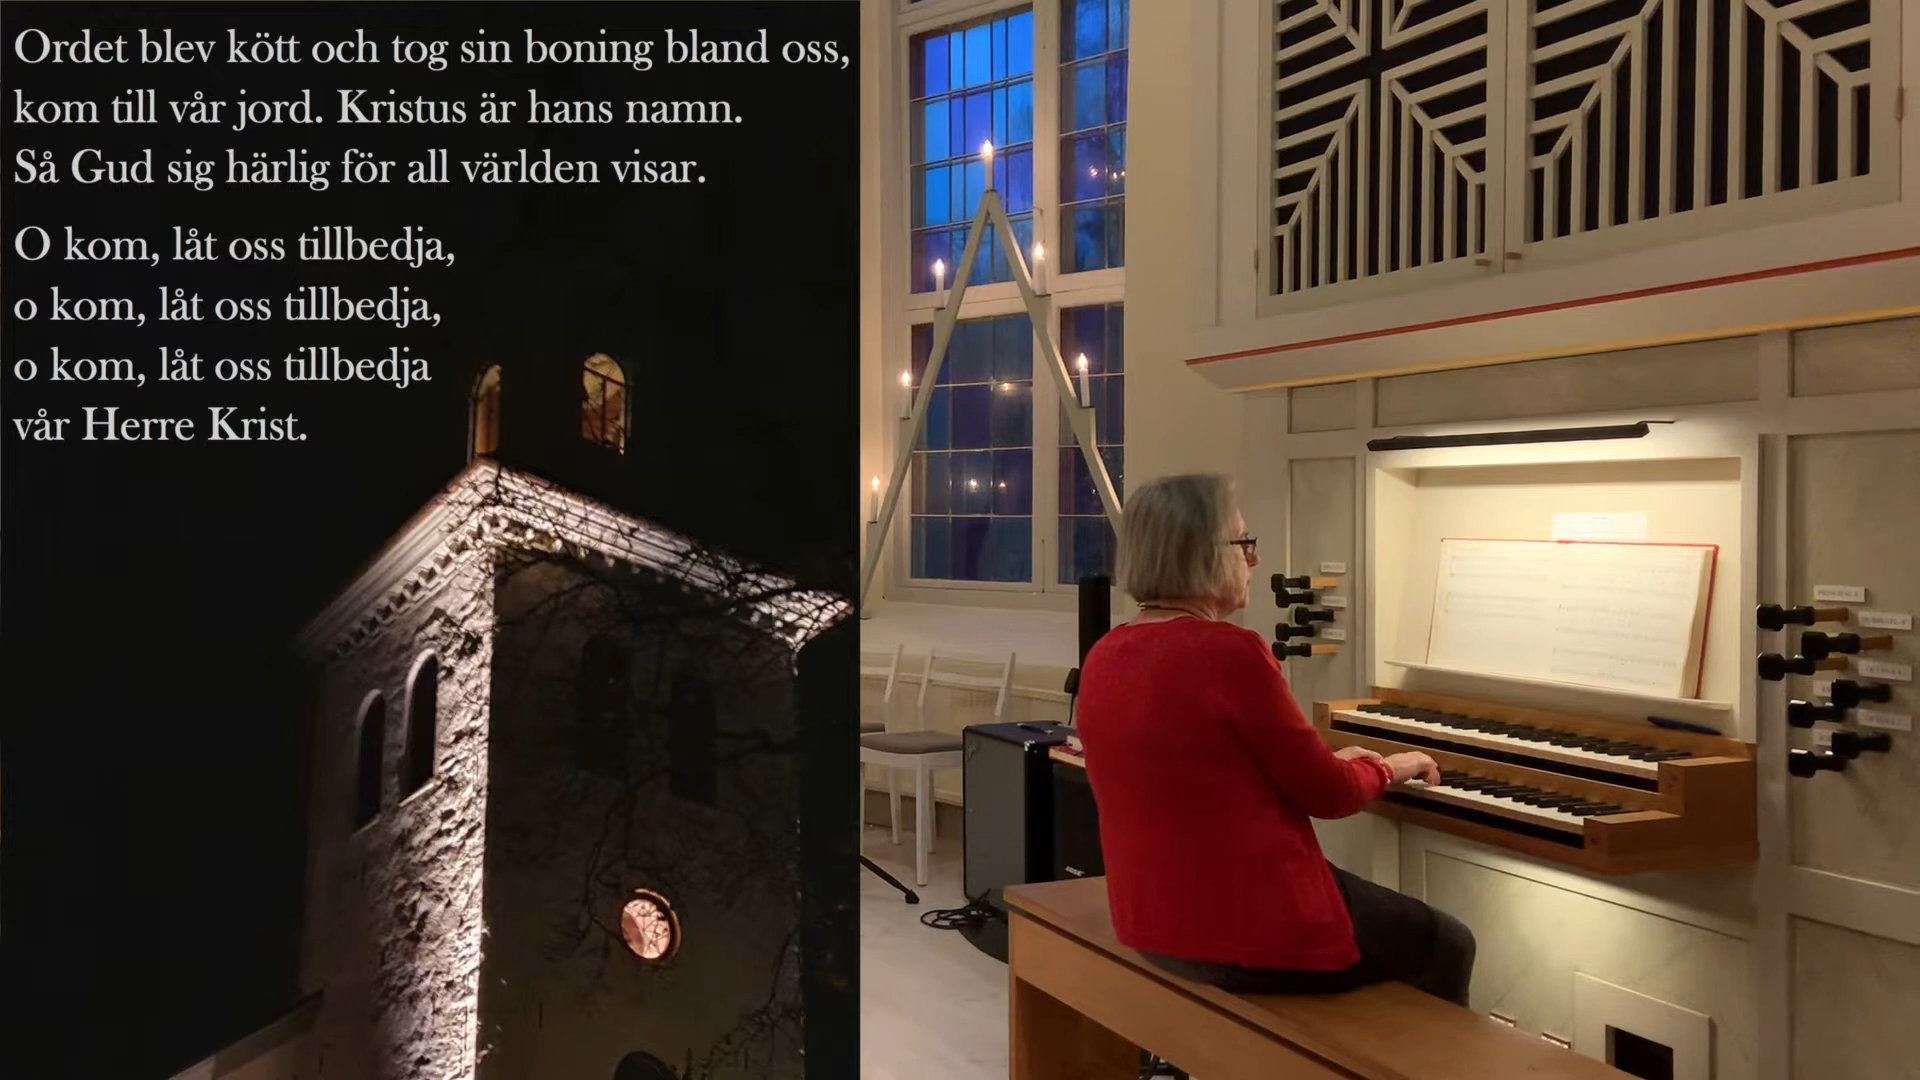 Ordet blev kött och tog sin boning bland oss,
kom till vår jord. Kristus är hans namn.
Så Gud sig härlig för all världen visar.
O kom, låt oss tillbedja,
o kom, låt oss tillbedja,
o kom, låt oss tillbedja
vår Herre Krist.
BOSE